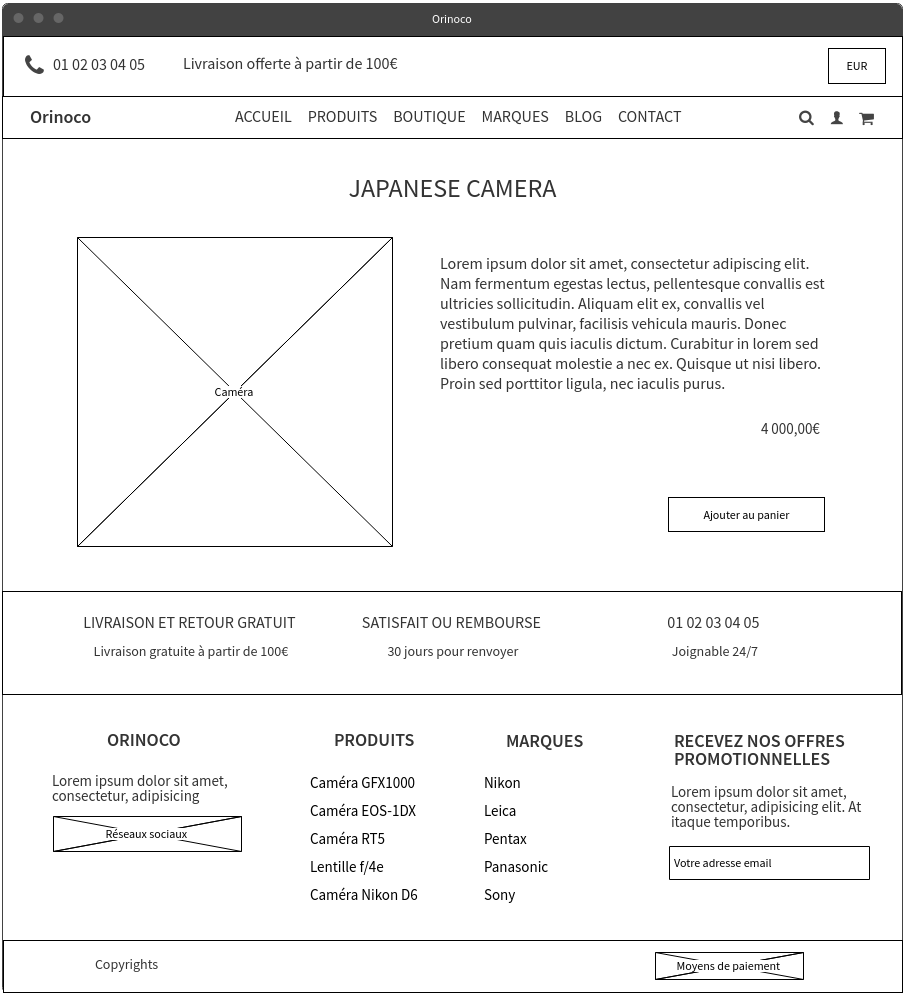 Orinoco
01 02 03 04 05
Livraison offerte à partir de 100€
EUR
Orinoco
ACCUEIL PRODUITS BOUTIQUE MARQUES BLOG CONTACT
JAPANESE CAMERA
Caméra
Lorem ipsum dolor sit amet, consectetur adipiscing elit.
Nam fermentum egestas lectus, pellentesque convallis est
ultricies sollicitudin. Aliquam elit ex, convallis vel
vestibulum pulvinar, facilisis vehicula mauris. Donec
pretium quam quis iaculis dictum. Curabitur in lorem sed
libero consequat molestie a nec ex. Quisque ut nisi libero.
Proin sed porttitor ligula, nec iaculis purus.
4 000,00€
Ajouter au panier
LIVRAISON ET RETOUR GRATUIT
Livraison gratuite à partir de 100€
SATISFAIT OU REMBOURSE
30 jours pour renvoyer
01 02 03 04 05
Joignable 24/7
ORINOCO
Lorem ipsum dolor sit amet,
consectetur, adipisicing
Réseaux sociaux
PRODUITS
Caméra GFX1000
Caméra EOS-1DX
Caméra RT5
Lentille f/4e
Caméra Nikon D6
MARQUES
Nikon
Leica
Pentax
Panasonic
Sony
RECEVEZ NOS OFFRES
PROMOTIONNELLES
Lorem ipsum dolor sit amet,
consectetur, adipisicing elit. At
itaque temporibus.
Votre adresse email
Copyrights
Moyens de paiement